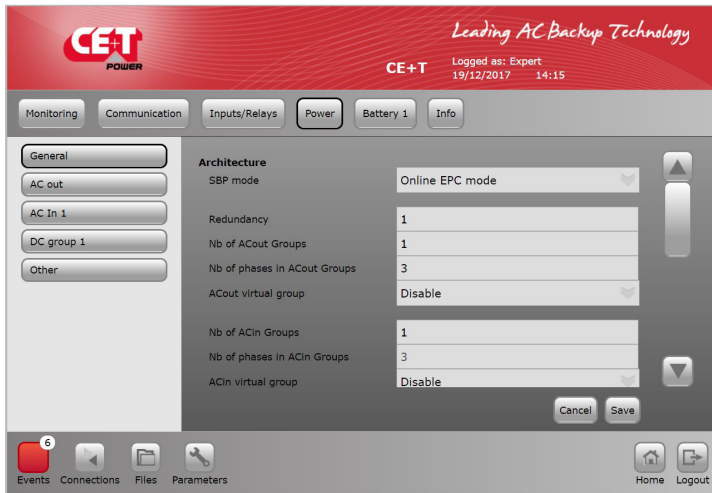 CE+T
POWER
Leading AC Backup Technology
CE+T
Logged as: Expert
19/12/2017 14:15
Monitoring Communication Inputs/Relays Power Battery 1 Info
General
AC out
AC In 1
DC group 1
Other
Architecture
SBP mode Online EPC mode
Redundancy 1
Nb of ACout Groups 1
Nb of phases in ACout Groups 3
ACout virtual group Disable
Nb of ACin Groups 1
Nb of phases in ACin Groups 3
ACin virtual group Disable
Cancel Save
6
Events Connections Files Parameters Home Logout